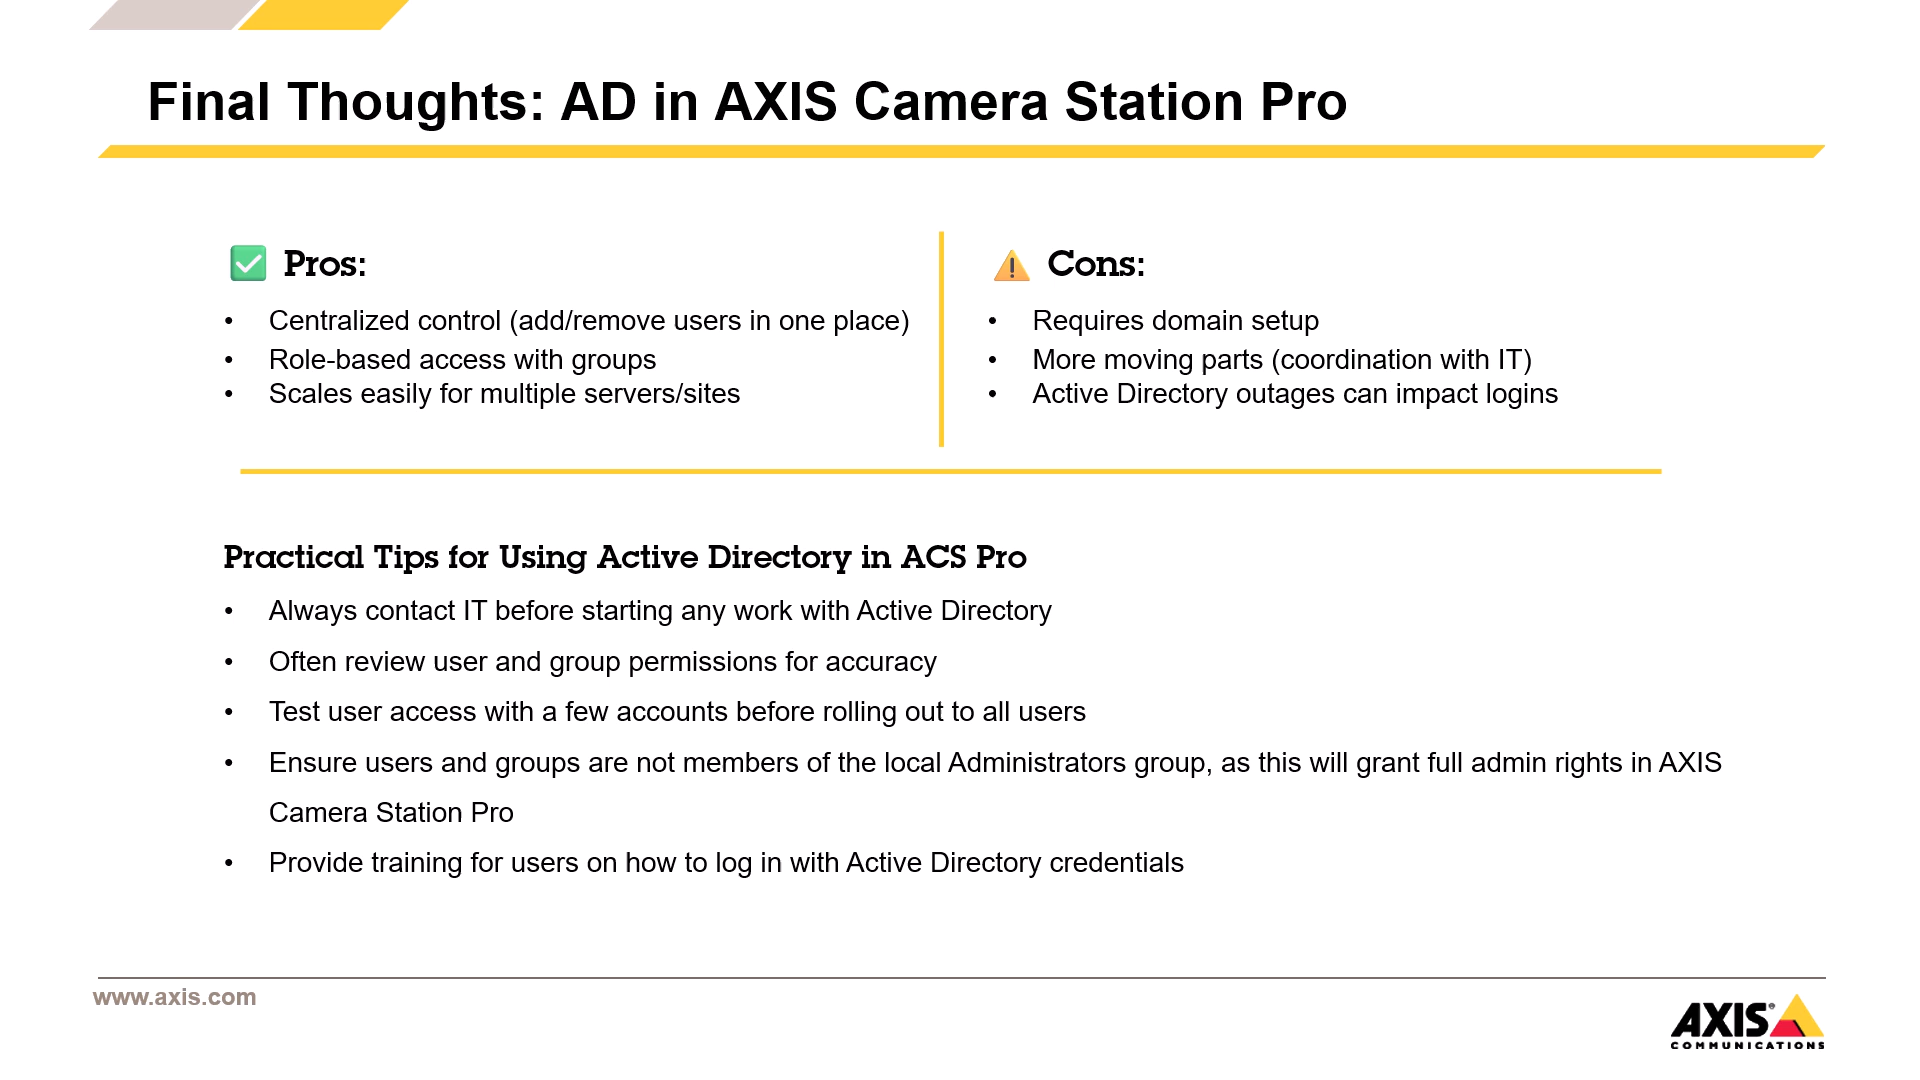 Final Thoughts: AD in AXIS Camera Station Pro
Pros:
• Centralized control (add/remove users in one place)
• Role-based access with groups
• Scales easily for multiple servers/sites
Cons:
• Requires domain setup
• More moving parts (coordination with IT)
• Active Directory outages can impact logins
Practical Tips for Using Active Directory in ACS Pro
• Always contact IT before starting any work with Active Directory
• Often review user and group permissions for accuracy
• Test user access with a few accounts before rolling out to all users
• Ensure users and groups are not members of the local Administrators group, as this will grant full admin rights in AXIS
Camera Station Pro
• Provide training for users on how to log in with Active Directory credentials
www.axis.com
AXIS®
COMMUNICATIONS